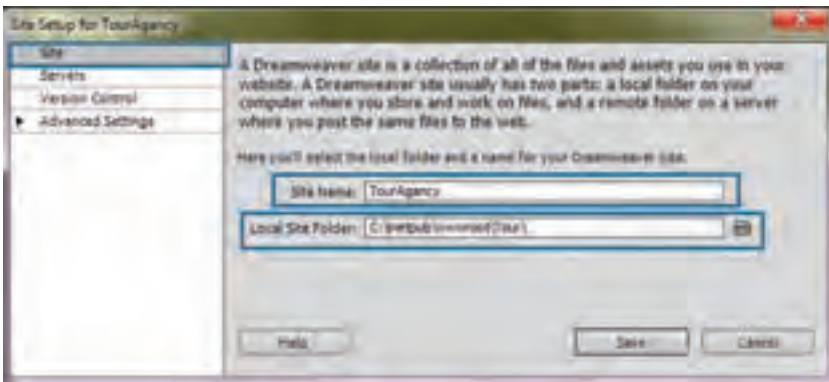 Site Setup for TourAgency
Site
Servers
Version Control
Advanced Settings
A Dreamweaver site is a collection of all of the files and assets you use in your
website. A Dreamweaver site usually has two parts: a local folder on your
computer where you store and work on files, and a remote folder on a server
where you post the same files to the web.
Here you'll select the local folder and a name for your Dreamweaver site.
Site Name: TourAgency
Local Site Folder: C:\inetpub\wwwroot\Tour\
Help
Save
Cancel